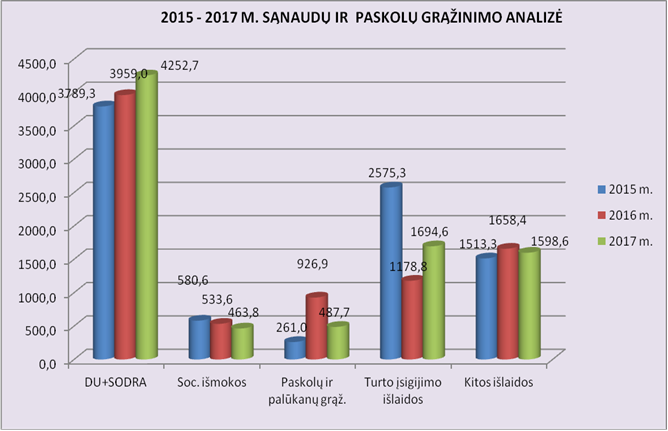 2015 - 2017 M. SĄNAUDŲ IR PASKOLŲ GRĄŽINIMO ANALIZĖ
4500,0
4000,0
3500,0
3000,0
2500,0
2000,0
1500,0
1000,0
500,0
0,0
3789,3
3959,0
4252,7
580,6
533,6
463,8
261,0
926,9
487,7
2575,3
1178,8
1694,6
1513,3
1658,4
1598,6
DU+SODRA
Soc. išmokos
Paskolų ir
palūkanų grąž.
Turto įsigijimo
išlaidos
Kitos išlaidos
2015 m.
2016 m.
2017 m.